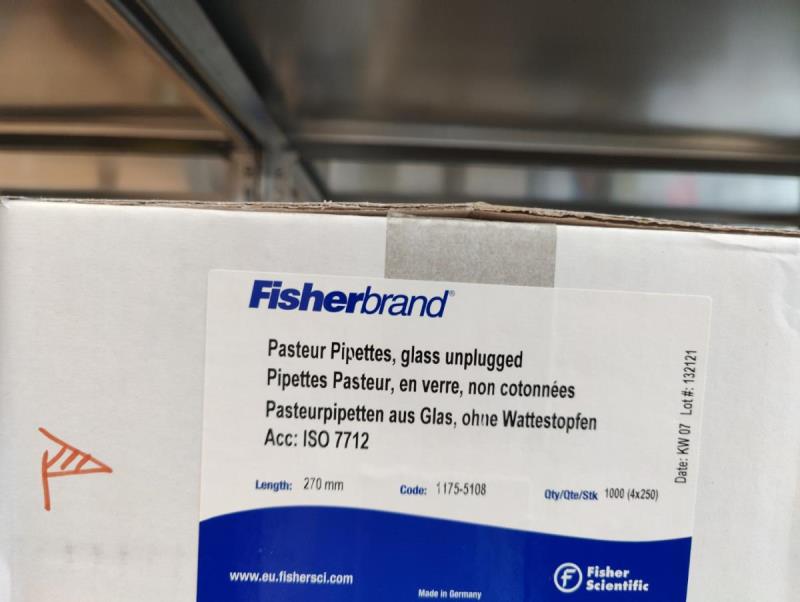 Fisherbrand®
Pasteur Pipettes, glass unplugged
Pipettes Pasteur, en verre, non cotonnées
Pasteurpipetten aus Glas, ohne Wattestopfen
Acc: ISO 7712
Length: 270 mm Code: 1175-5108 Qty/Qte/Stk 1000 (4x250)
Date: KW 07 Lot #: 132121
www.eu.fishersci.com
Made in Germany
Fisher
Scientific